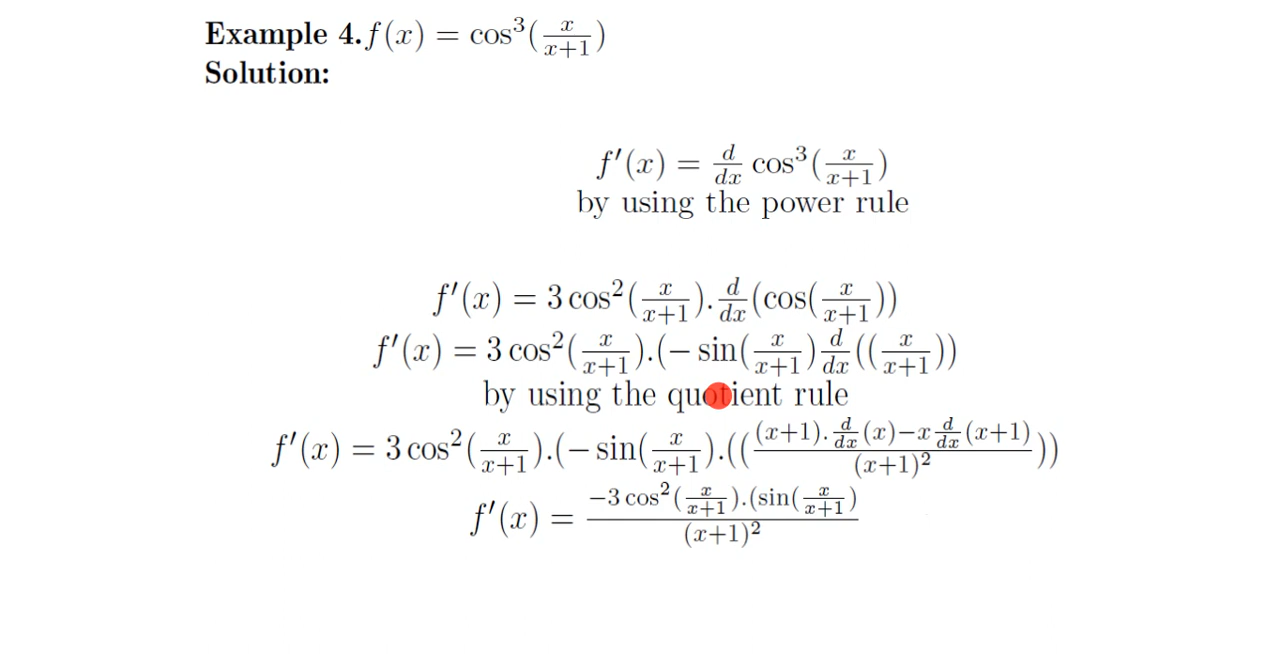 Example 4. f(x) = cos³(x/(x+1))
Solution:
f′(x) = d/dx cos³(x/(x+1))
by using the power rule
f′(x) = 3 cos²(x/(x+1)). d/dx (cos(x/(x+1)))
f′(x) = 3 cos²(x/(x+1)).(− sin(x/(x+1)) d/dx ((x/(x+1)))
by using the quotient rule
f′(x) = 3 cos²(x/(x+1)).(− sin(x/(x+1)).(( ((x+1). d/dx (x)−x d/dx (x+1))/(x+1)² ))
f′(x) = (−3 cos²(x/(x+1)).(sin(x/(x+1)))/(x+1)²